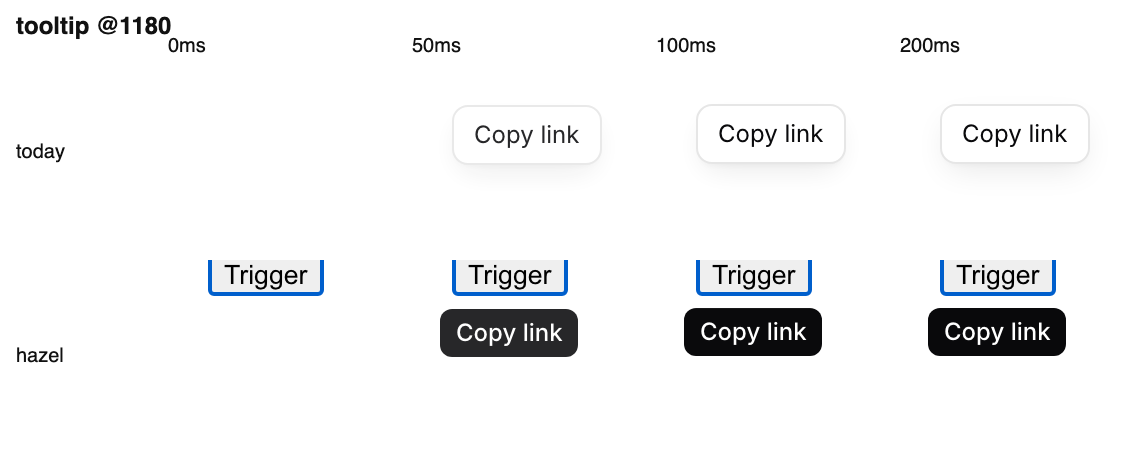 tooltip @1180
0ms 50ms 100ms 200ms
today Copy link Copy link Copy link
Trigger Trigger Trigger Trigger
hazel Copy link Copy link Copy link